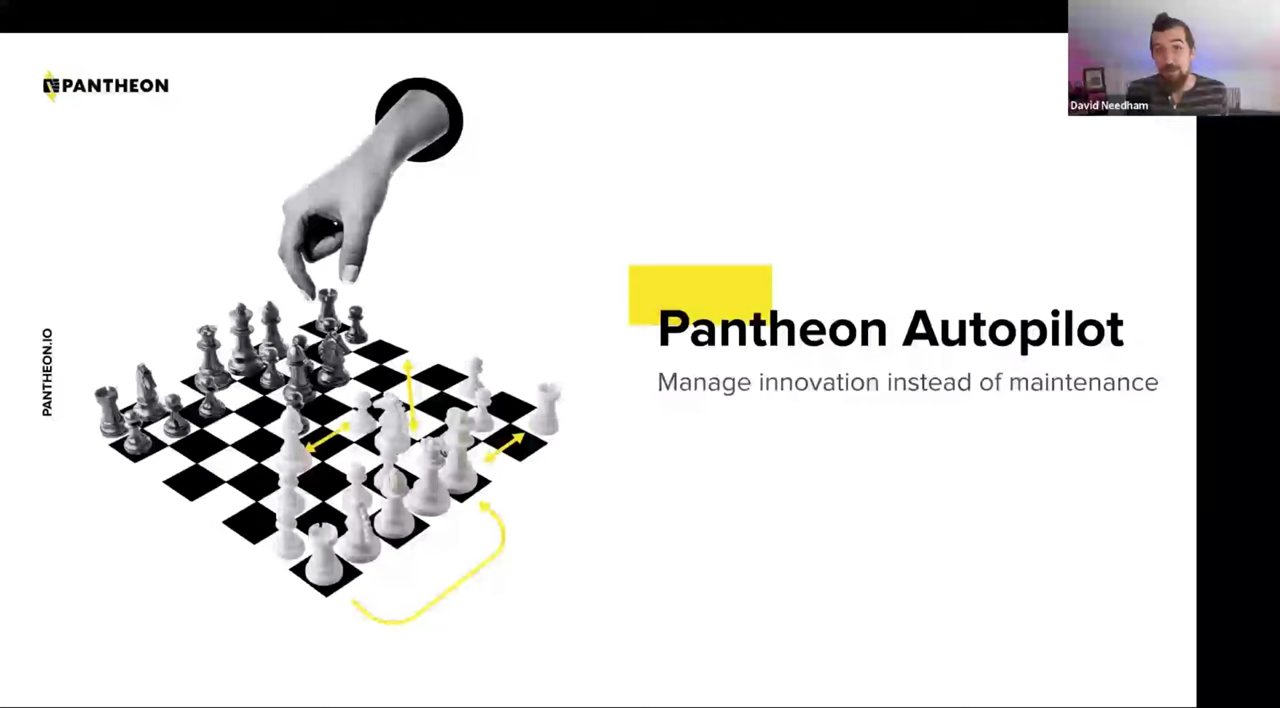 PANTHEON
David Needham
PANTHEON.IO
Pantheon Autopilot
Manage innovation instead of maintenance